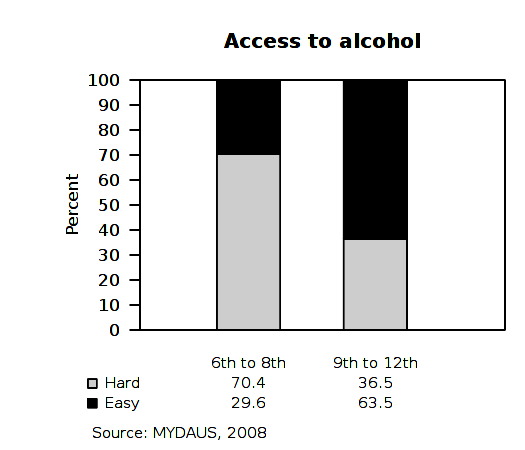 Access to alcohol
100
90
80
70
60
50
40
30
20
10
0
Percent
6th to 8th 9th to 12th
Hard 70.4 36.5
Easy 29.6 63.5
Source: MYDAUS, 2008